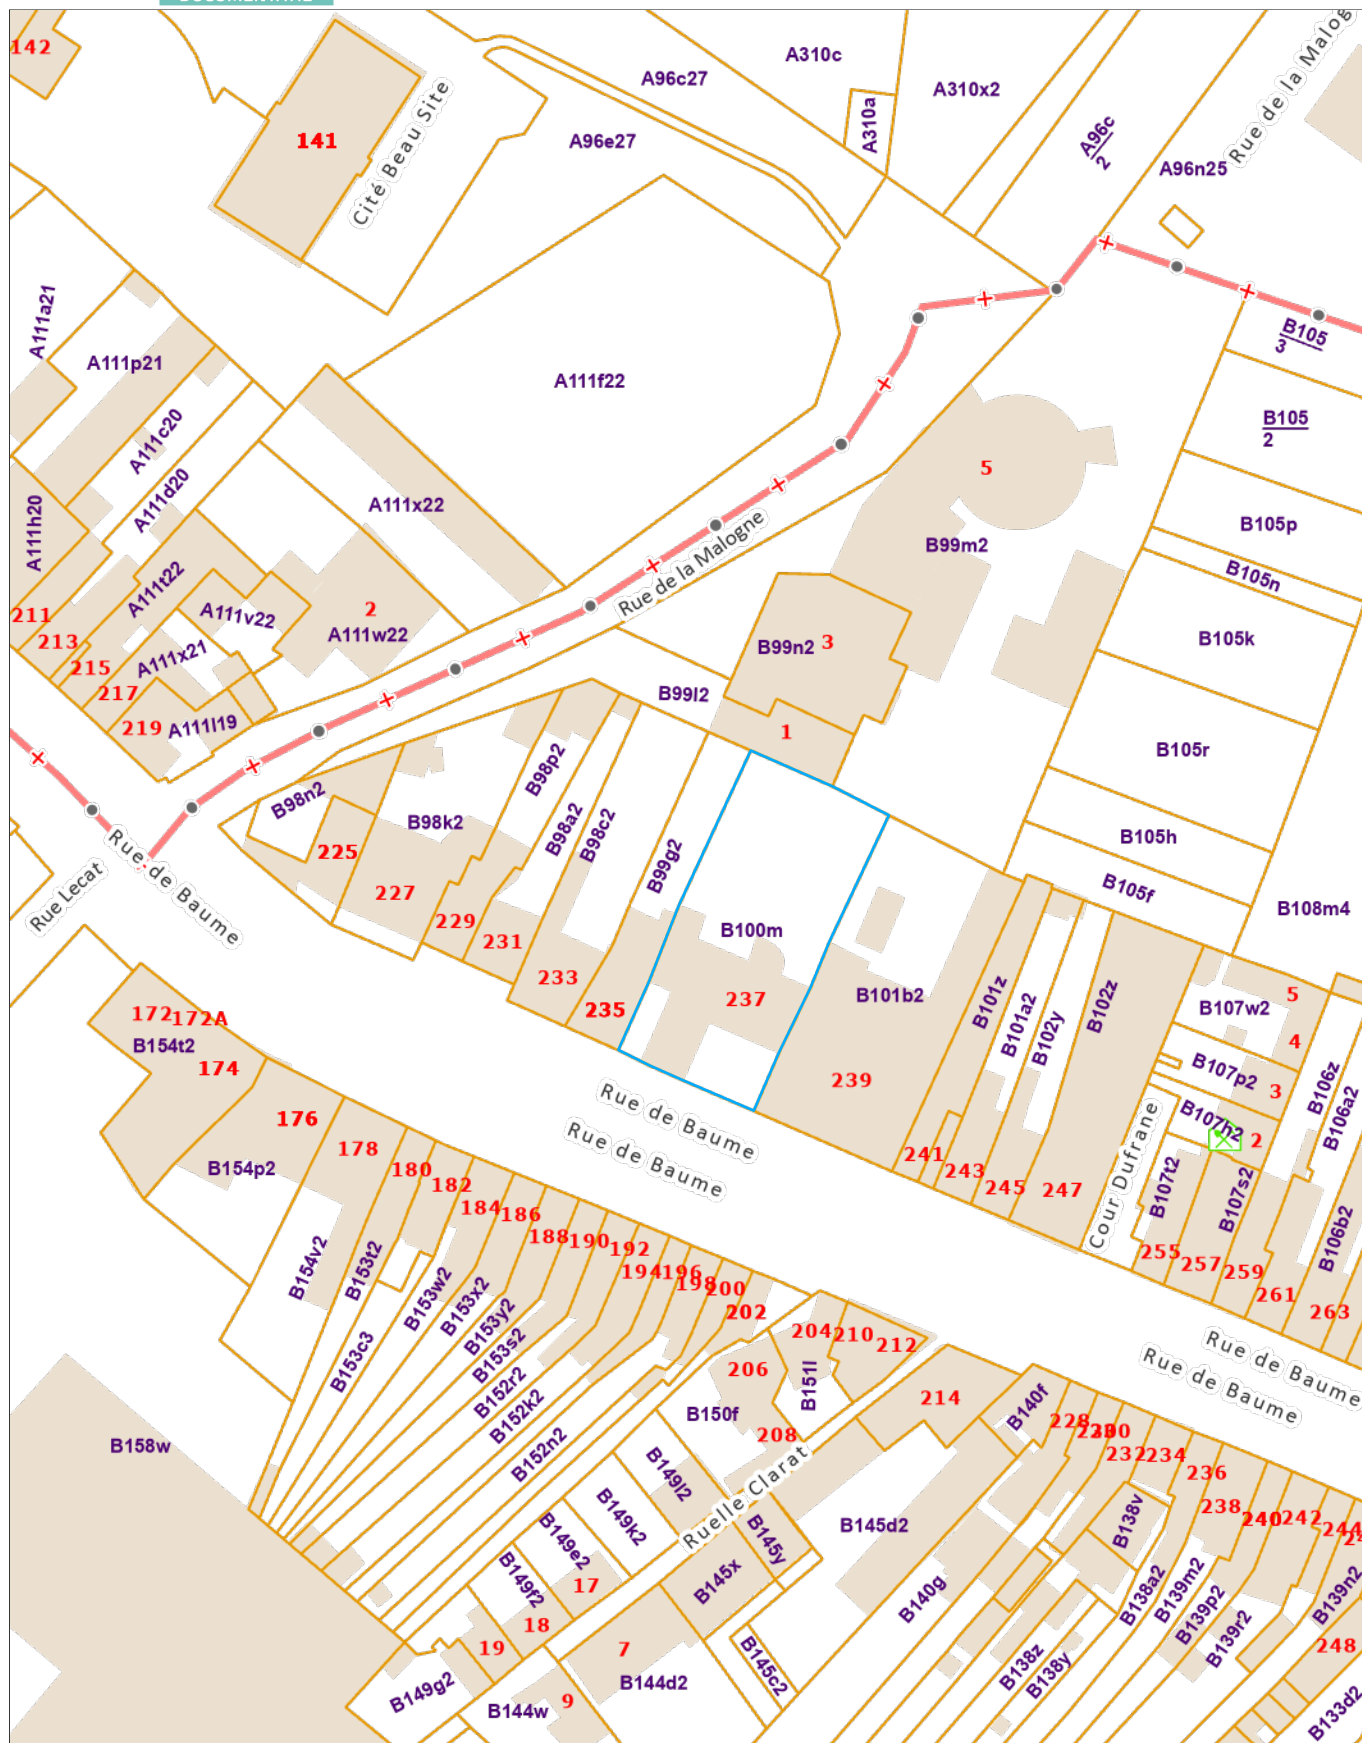 142
A310c
A96c27
A310x2
141
Cité Beau Site
A310a
A96e27
A96c
2
Rue de la Malog
A96n25
A111a21
A111p21
B105
3
A111f22
A111c20
B105
2
A111d20
5
A111h20
A111x22
B105p
Rue de la Malogne
B99m2
B105n
A111t22
A111v22
2
A111w22
211
213
B105k
3
B99n2
A111x21
215
217
B99l2
219
A111l19
1
B105r
B98p2
B98n2
B98k2
B98a2
B98c2
B105h
225
B99g2
B105f
227
Rue Lecat
Rue de Baume
229
B100m
B108m4
231
233
B101b2
B101z
B102z
5
237
235
B107w2
172
172A
B101a2
B102y
4
B154t2
174
B107p2
239
3
B106z
176
Rue de Baume
B107h2
B106a2
178
Rue de Baume
2
B154p2
180
241
182
243
Cour Dufrane
B107t2
B107s2
184
245
247
186
B106b2
188
190
192
255
257
B154v2
B153t2
194
196
198
200
259
261
B153w2
B153x2
202
263
B153y2
204
210
212
Rue de Baume
B153s2
B153c3
206
Rue de Baume
B152r2
B151l
214
B152k2
B150f
B140f
228
208
232
234
B158w
B152n2
B149l2
236
Ruelle Clarat
238
B149k2
B145d2
B138v
240
242
244
B149e2
B145y
B149f2
B145x
17
B140g
B138a2
B139m2
B139p2
B139n2
18
B139r2
19
7
B138z
B138y
248
B145c2
B149g2
B144d2
B144w
9
B133d2